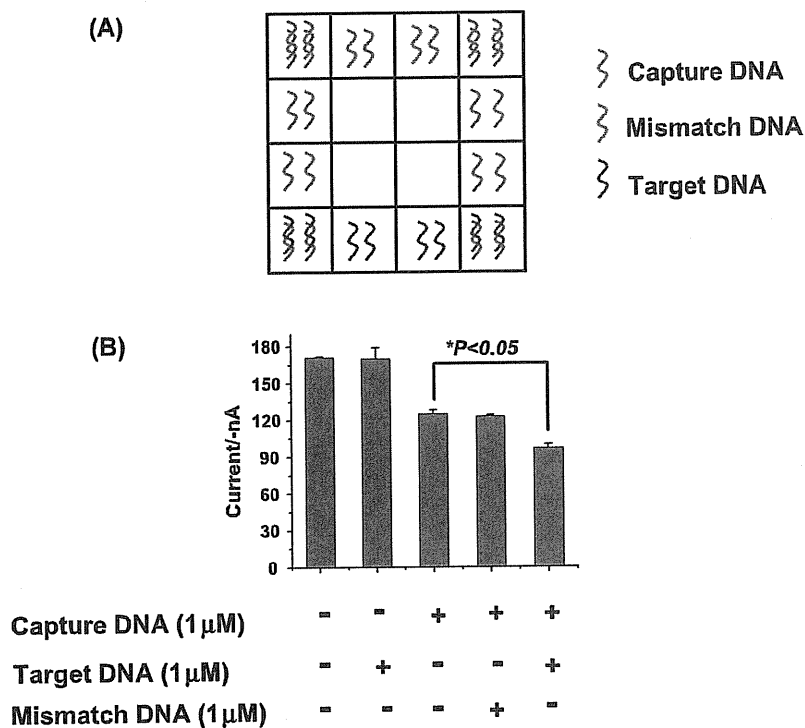 (A)
Capture DNA
Mismatch DNA
Target DNA
(B)
*P<0.05
180
150
120
90
60
30
0
Current/-nA
Capture DNA (1μM) - - + + +
Target DNA (1μM) - + - - +
Mismatch DNA (1μM) - - - + -